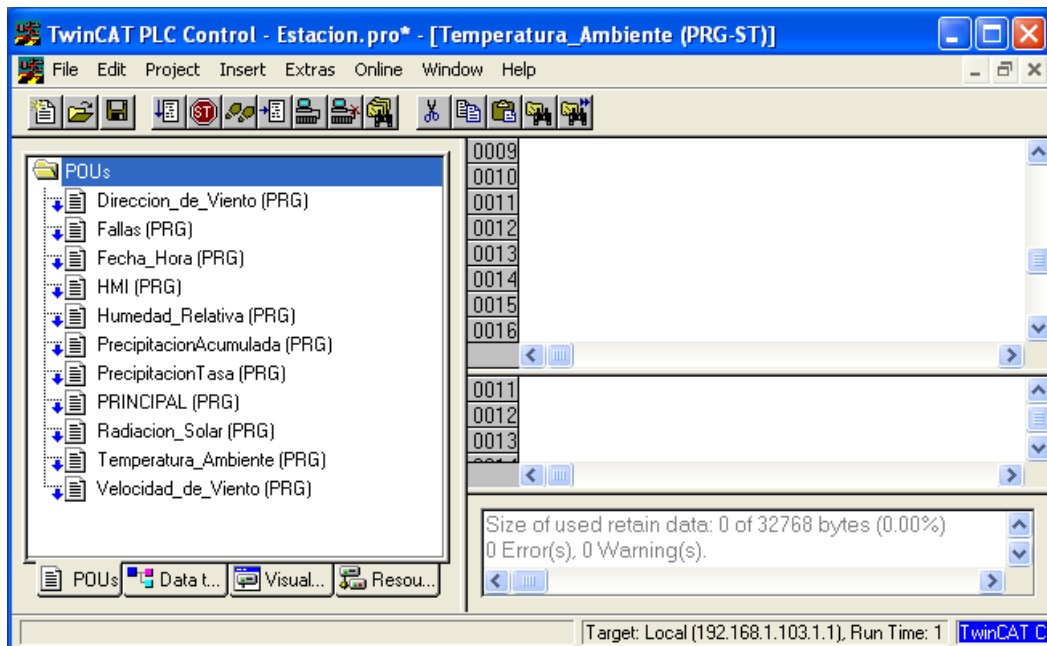 TwinCAT PLC Control - Estacion.pro* - [Temperatura_Ambiente (PRG-ST)]
File Edit Project Insert Extras Online Window Help
ST
POUs
Direccion_de_Viento (PRG)
Fallas (PRG)
Fecha_Hora (PRG)
HMI (PRG)
Humedad_Relativa (PRG)
PrecipitacionAcumulada (PRG)
PrecipitacionTasa (PRG)
PRINCIPAL (PRG)
Radiacion_Solar (PRG)
Temperatura_Ambiente (PRG)
Velocidad_de_Viento (PRG)
POUs Data t... Visual... Resou...
0009
0010
0011
0012
0013
0014
0015
0016
0011
0012
0013
Size of used retain data: 0 of 32768 bytes (0.00%)
0 Error(s), 0 Warning(s).
Target: Local (192.168.1.103.1.1), Run Time: 1 TwinCAT C